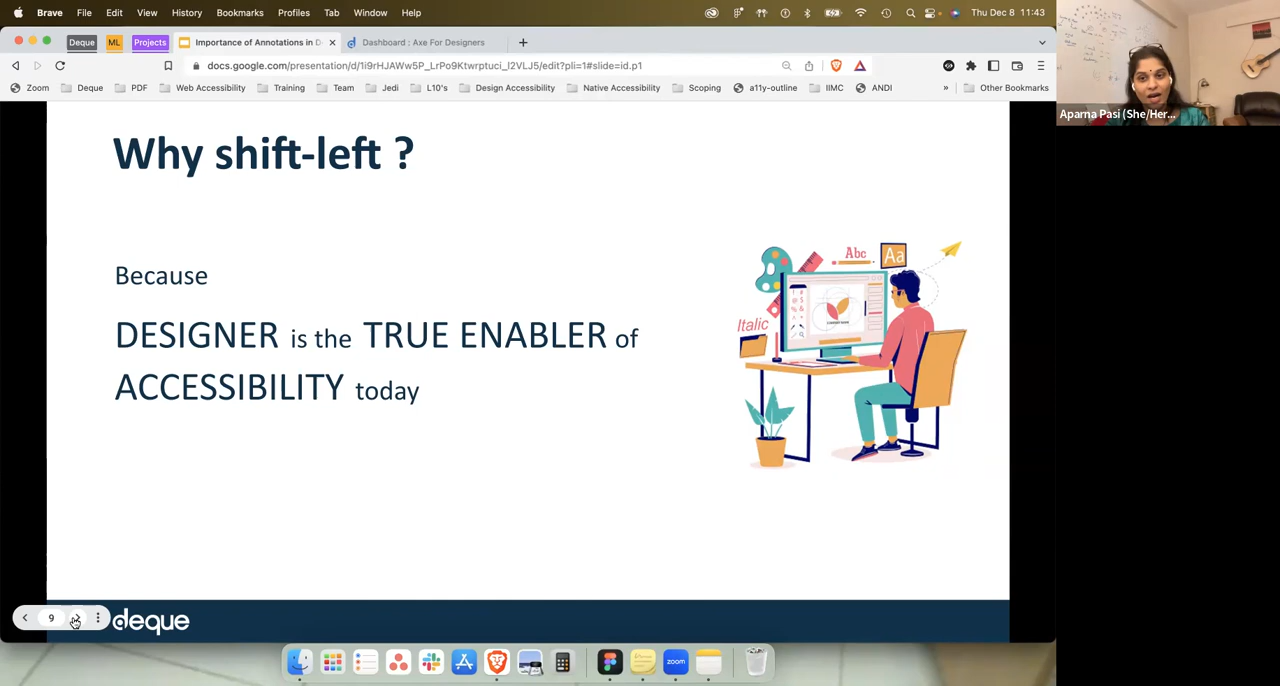 Brave File Edit View History Bookmarks Profiles Tab Window Help Thu Dec 8 11:43
Deque ML Projects Importance of Annotations in D Dashboard : Axe For Designers
docs.google.com/presentation/d/1i9rHJAWw5P_LrPo9Ktwrptuci_l2VLJ5/edit?pli=1#slide=id.p1
Zoom Deque PDF Web Accessibility Training Team Jedi L10's Design Accessibility Native Accessibility Scoping a11y-outline IIMC ANDI » Other Bookmarks
Aparna Pasi (She/Her...
Why shift-left ?
Because
DESIGNER is the TRUE ENABLER of
ACCESSIBILITY today
Abc
Aa
Italic
9
deque
zoom